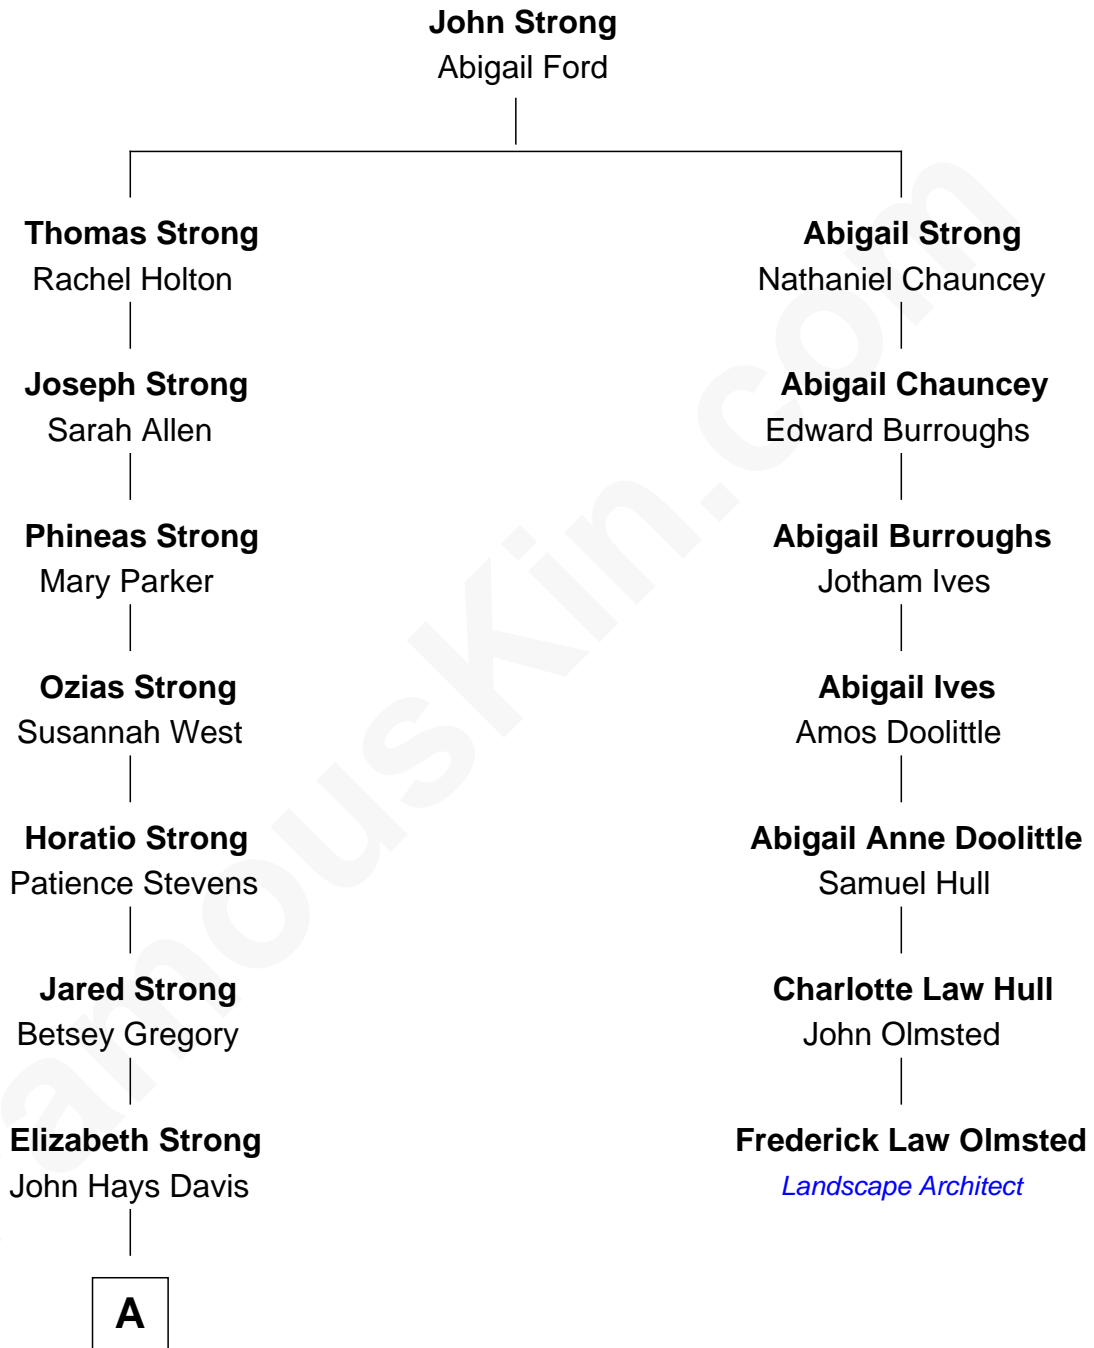 John Strong
Abigail Ford
Thomas Strong
Rachel Holton
Abigail Strong
Nathaniel Chauncey
Joseph Strong
Sarah Allen
Abigail Chauncey
Edward Burroughs
Phineas Strong
Mary Parker
Abigail Burroughs
Jotham Ives
Ozias Strong
Susannah West
Abigail Ives
Amos Doolittle
Horatio Strong
Patience Stevens
Abigail Anne Doolittle
Samuel Hull
Jared Strong
Betsey Gregory
Charlotte Law Hull
John Olmsted
Elizabeth Strong
John Hays Davis
Frederick Law Olmsted
Landscape Architect
A
amousKin.com